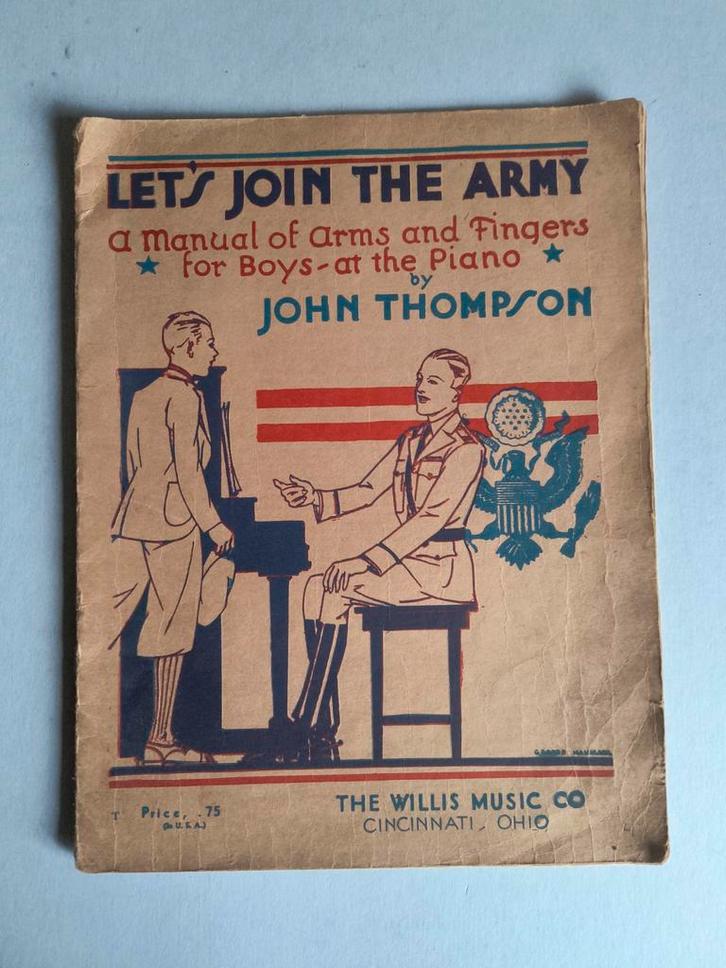 LET'S JOIN THE ARMY
a Manual of Arms and Fingers
for Boys-at the Piano
by
JOHN THOMPSON
T Price, .75
(In U.S.A.)
THE WILLIS MUSIC CO
CINCINNATI, OHIO